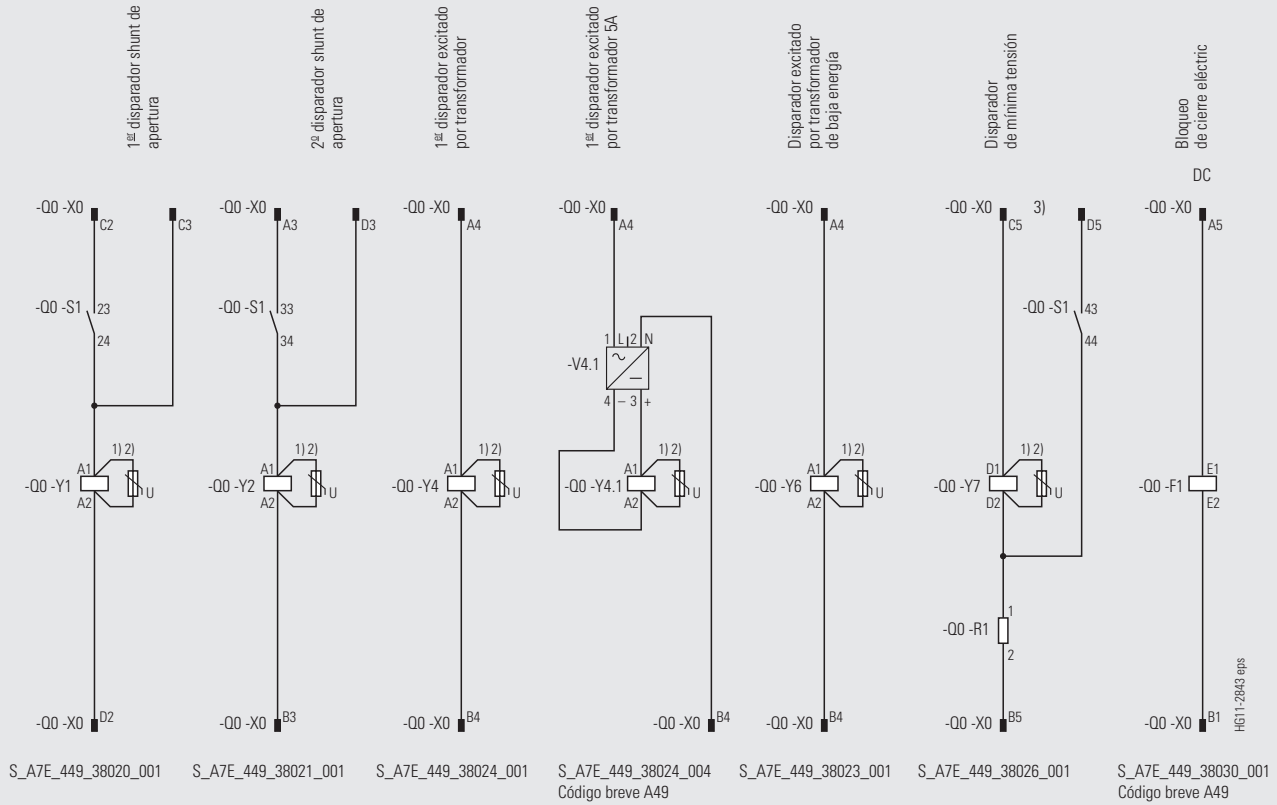 1er disparador shunt de
apertura
2º disparador shunt de
apertura
1er disparador excitado
por transformador
1er disparador excitado
por transformador 5A
Disparador excitado
por transformador
de baja energía
Disparador
de mínima tensión
Bloqueo
de cierre eléctric
DC
-Q0 -X0
C2
C3
-Q0 -S1
23
24
1) 2)
A1
-Q0 -Y1
U
A2
-Q0 -X0
D2
S_A7E_449_38020_001
-Q0 -X0
A3
D3
-Q0 -S1
33
34
1) 2)
A1
-Q0 -Y2
U
A2
-Q0 -X0
B3
S_A7E_449_38021_001
-Q0 -X0
A4
1) 2)
A1
-Q0 -Y4
U
A2
-Q0 -X0
B4
S_A7E_449_38024_001
-Q0 -X0
A4
1 L 2 N
-V4.1
4 – 3 +
1) 2)
A1
-Q0 -Y4.1
U
A2
-Q0 -X0
B4
S_A7E_449_38024_004
Código breve A49
-Q0 -X0
A4
1) 2)
A1
-Q0 -Y6
U
A2
-Q0 -X0
B4
S_A7E_449_38023_001
-Q0 -X0
C5
3)
D5
-Q0 -S1
43
44
1) 2)
D1
-Q0 -Y7
U
D2
-Q0 -R1
1
2
-Q0 -X0
B5
S_A7E_449_38026_001
-Q0 -X0
A5
E1
-Q0 -F1
E2
-Q0 -X0
B1
S_A7E_449_38030_001
Código breve A49
HG11-2843 eps